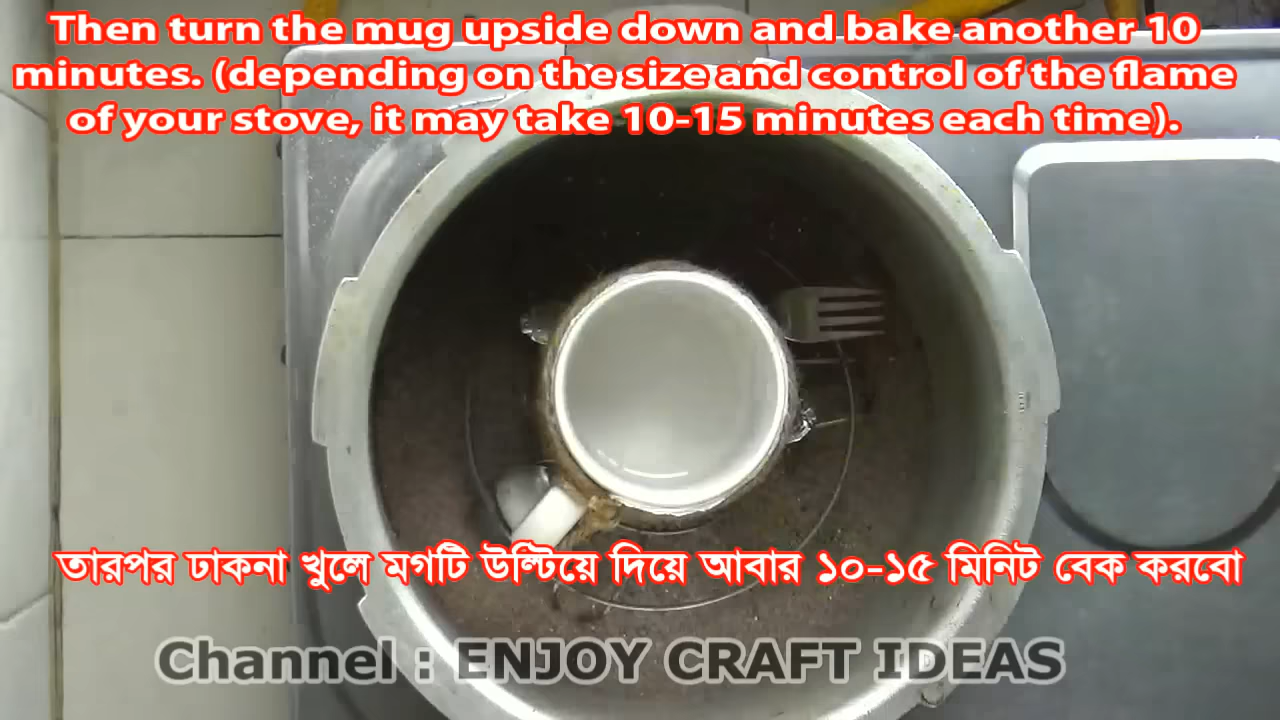 Then turn the mug upside down and bake another 10
minutes. (depending on the size and control of the flame
of your stove, it may take 10-15 minutes each time).
তারপর ঢাকনা খুলে মগটি উল্টিয়ে দিয়ে আবার ১০-১৫ মিনিট বেক করবো
Channel : ENJOY CRAFT IDEAS